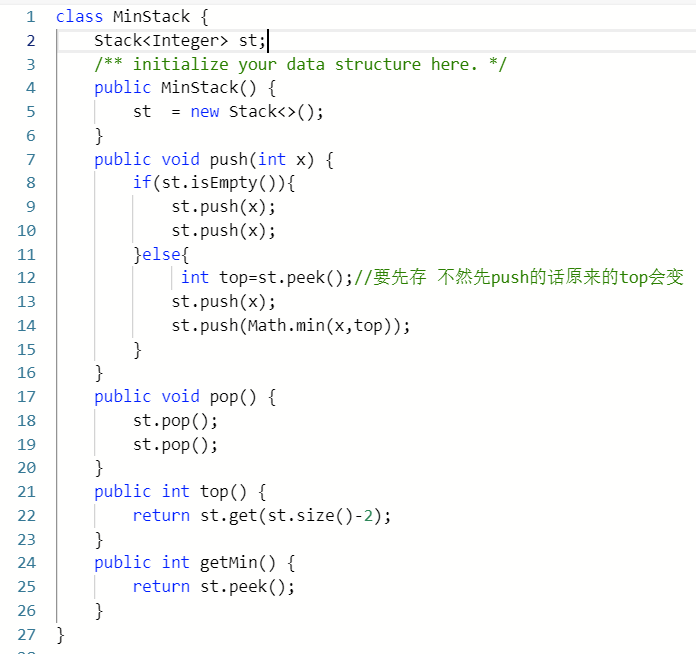 1 class MinStack {
2     Stack<Integer> st;
3     /** initialize your data structure here. */
4     public MinStack() {
5         st  = new Stack<>();
6     }
7     public void push(int x) {
8         if(st.isEmpty()){
9             st.push(x);
10             st.push(x);
11         }else{
12              int top=st.peek();//要先存 不然先push的话原来的top会变
13             st.push(x);
14             st.push(Math.min(x,top));
15         }
16     }
17     public void pop() {
18         st.pop();
19         st.pop();
20     }
21     public int top() {
22         return st.get(st.size()-2);
23     }
24     public int getMin() {
25         return st.peek();
26     }
27 }